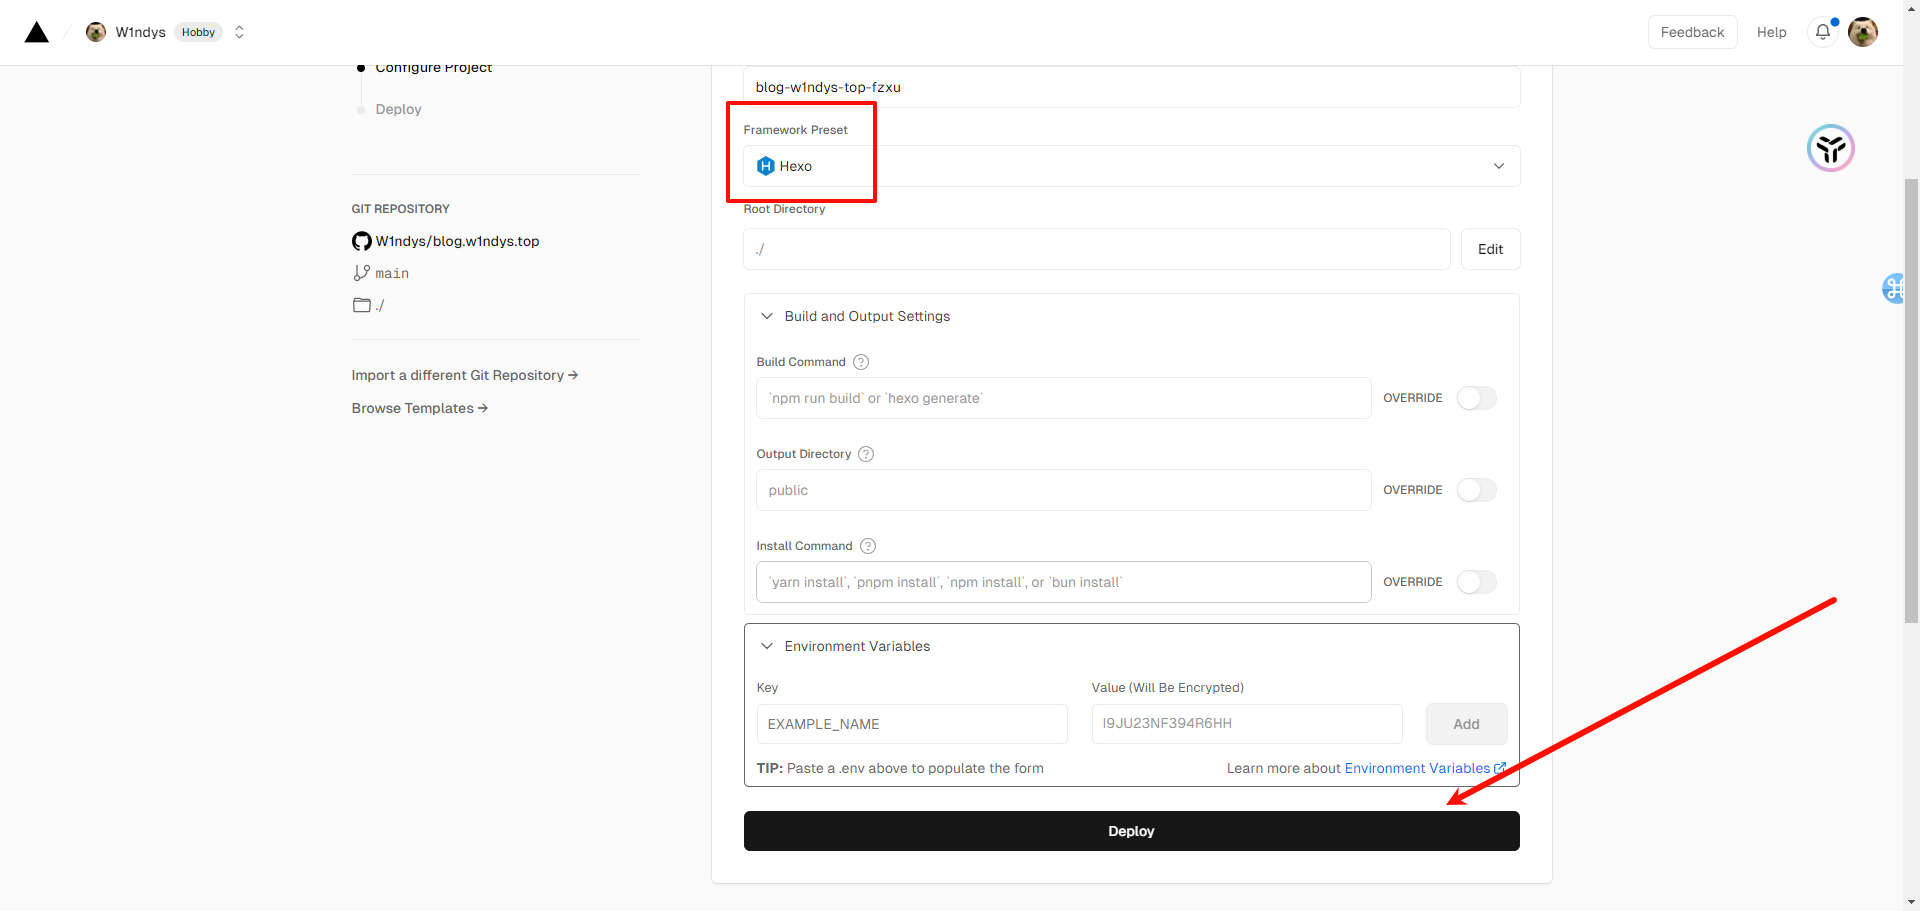 W1ndys Hobby
Feedback Help
Configure Project
Deploy
GIT REPOSITORY
W1ndys/blog.w1ndys.top
main
./
Import a different Git Repository →
Browse Templates →
blog-w1ndys-top-fzxu
Framework Preset
Hexo
Root Directory
./ Edit
Build and Output Settings
Build Command ?
`npm run build` or `hexo generate` OVERRIDE
Output Directory ?
public OVERRIDE
Install Command ?
`yarn install`, `pnpm install`, `npm install`, or `bun install` OVERRIDE
Environment Variables
Key Value (Will Be Encrypted)
EXAMPLE_NAME I9JU23NF394R6HH Add
TIP: Paste a .env above to populate the form Learn more about Environment Variables
Deploy